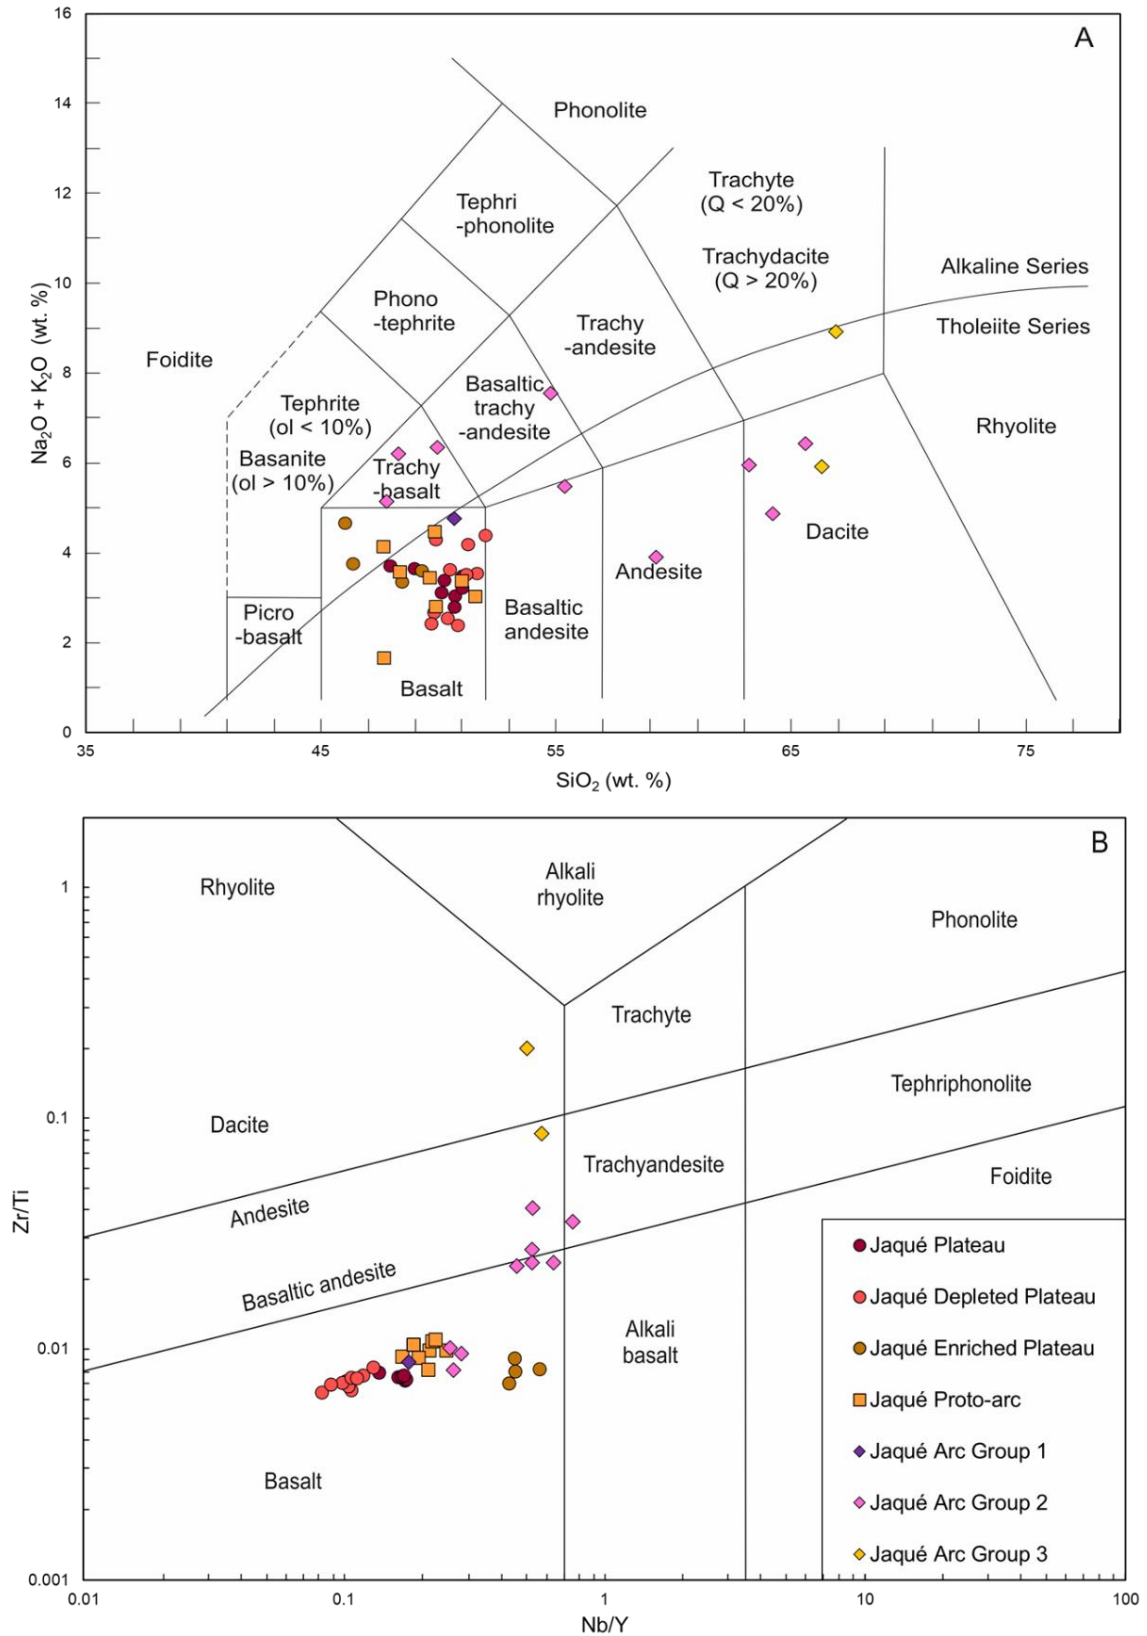 A
16
14
12
10
8
6
4
2
0
Na2O + K2O (wt. %)
35
45
55
65
75
SiO2 (wt. %)
Phonolite
Tephri
-phonolite
Trachyte
(Q < 20%)
Trachydacite
(Q > 20%)
Alkaline Series
Tholeiite Series
Phono
-tephrite
Trachy
-andesite
Foidite
Tephrite
(ol < 10%)
Basanite
(ol > 10%)
Basaltic
trachy
-andesite
Trachy
-basalt
Rhyolite
Dacite
Andesite
Basaltic
andesite
Picro
-basalt
Basalt
B
1
0.1
0.01
0.001
Zr/Ti
0.01
0.1
1
10
100
Nb/Y
Rhyolite
Alkali
rhyolite
Phonolite
Trachyte
Tephriphonolite
Dacite
Trachyandesite
Foidite
Andesite
Basaltic andesite
Alkali
basalt
Basalt
Jaqué Plateau
Jaqué Depleted Plateau
Jaqué Enriched Plateau
Jaqué Proto-arc
Jaqué Arc Group 1
Jaqué Arc Group 2
Jaqué Arc Group 3